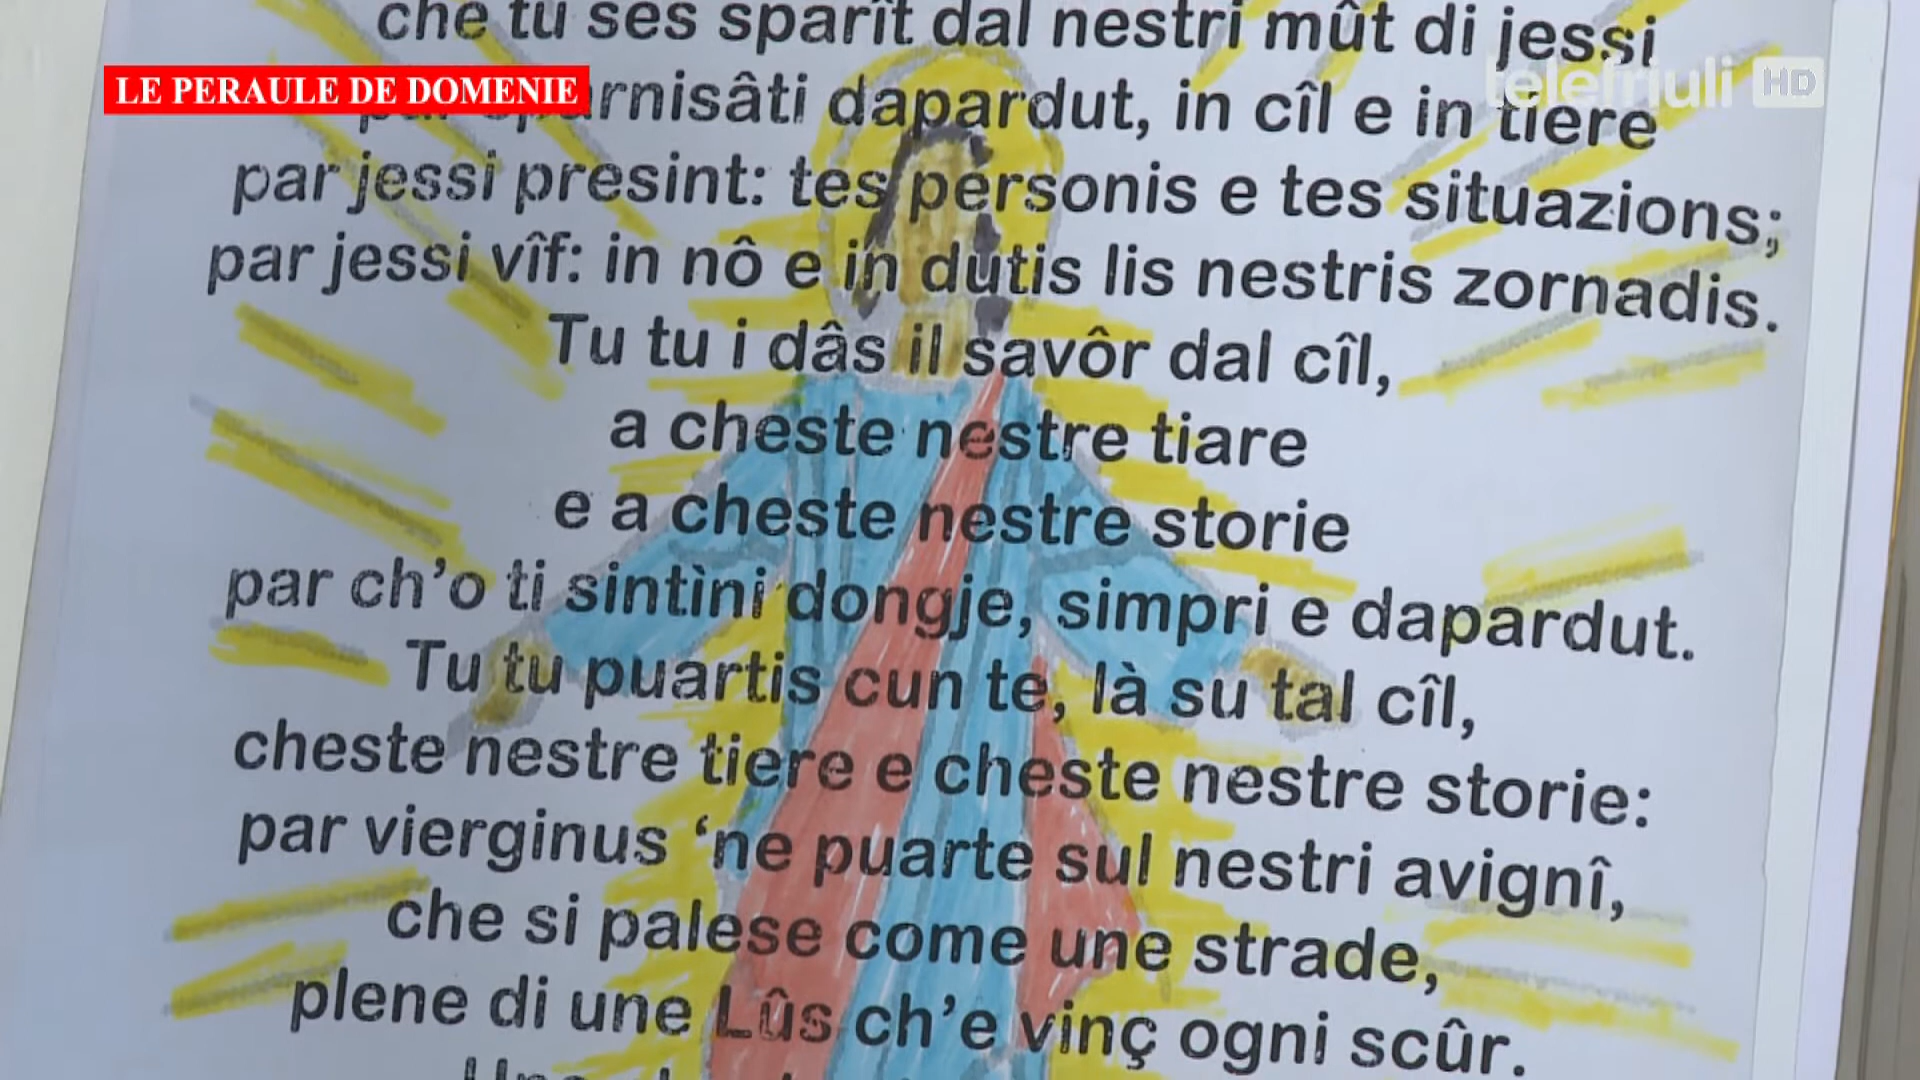 che tu ses sparît dal nestri mût di jessi
LE PERAULE DE DOMENIE
telefriuli HD
dapardut, in cîl e in tiere
par jessi presint: tes personis e tes situazions;
par jessi vîf: in nô e in dutis lis nestris zornadis.
Tu tu i dâs il savôr dal cîl,
a cheste nestre tiare
e a cheste nestre storie
par ch’o ti sintìni dongje, simpri e dapardut.
Tu tu puartis cun te, là su tal cîl,
cheste nestre tiere e cheste nestre storie:
par vierginus ‘ne puarte sul nestri avignî,
che si palese come une strade,
plene di une Lûs ch’e vinç ogni scûr.